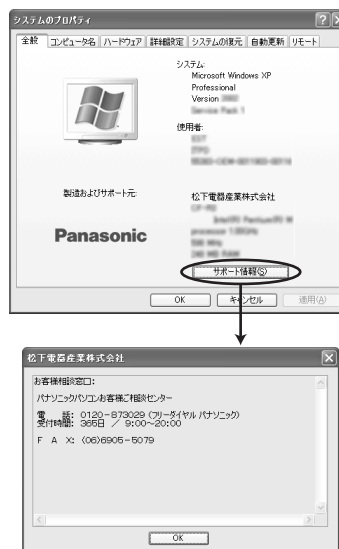 システムのプロパティ
全般 コンピュータ名 ハードウェア 詳細設定 システムの復元 自動更新 リモート
システム:
Microsoft Windows XP
Professional
Version
使用者:
製造およびサポート元:
松下電器産業株式会社
Panasonic
サポート情報(S)
OK キャンセル 適用(A)
松下電器産業株式会社
お客様相談窓口:
パナソニックパソコンお客様ご相談センター
電 話: 0120-873029 (フリーダイヤル パナソニック)
受付時間: 365日 / 9:00~20:00
F A X: (06)6905-5079
OK